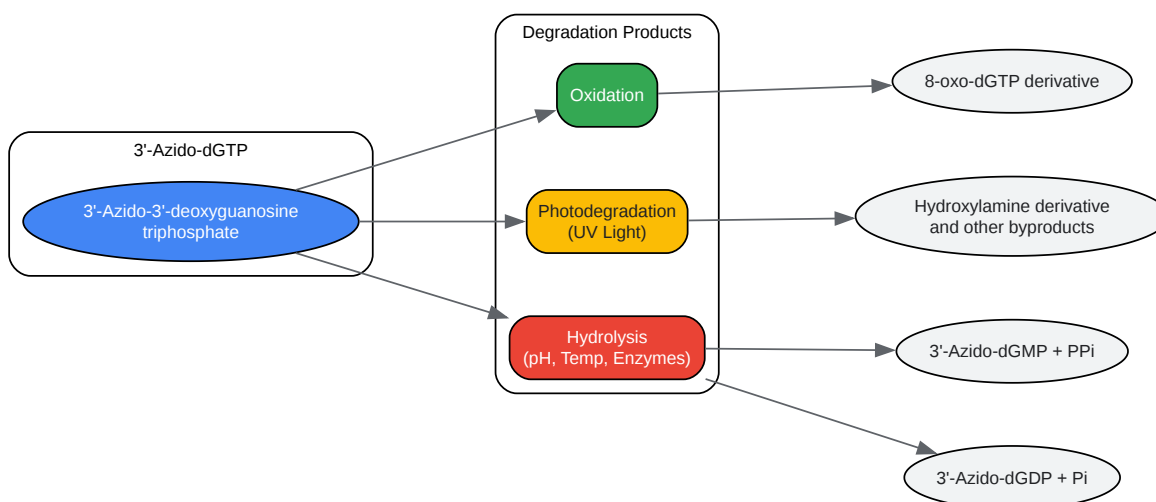 Degradation Products
Oxidation
8-oxo-dGTP derivative
3'-Azido-dGTP
3'-Azido-3'-deoxyguanosine
triphosphate
Photodegradation
(UV Light)
Hydroxylamine derivative
and other byproducts
Hydrolysis
(pH, Temp, Enzymes)
3'-Azido-dGMP + PPi
3'-Azido-dGDP + Pi